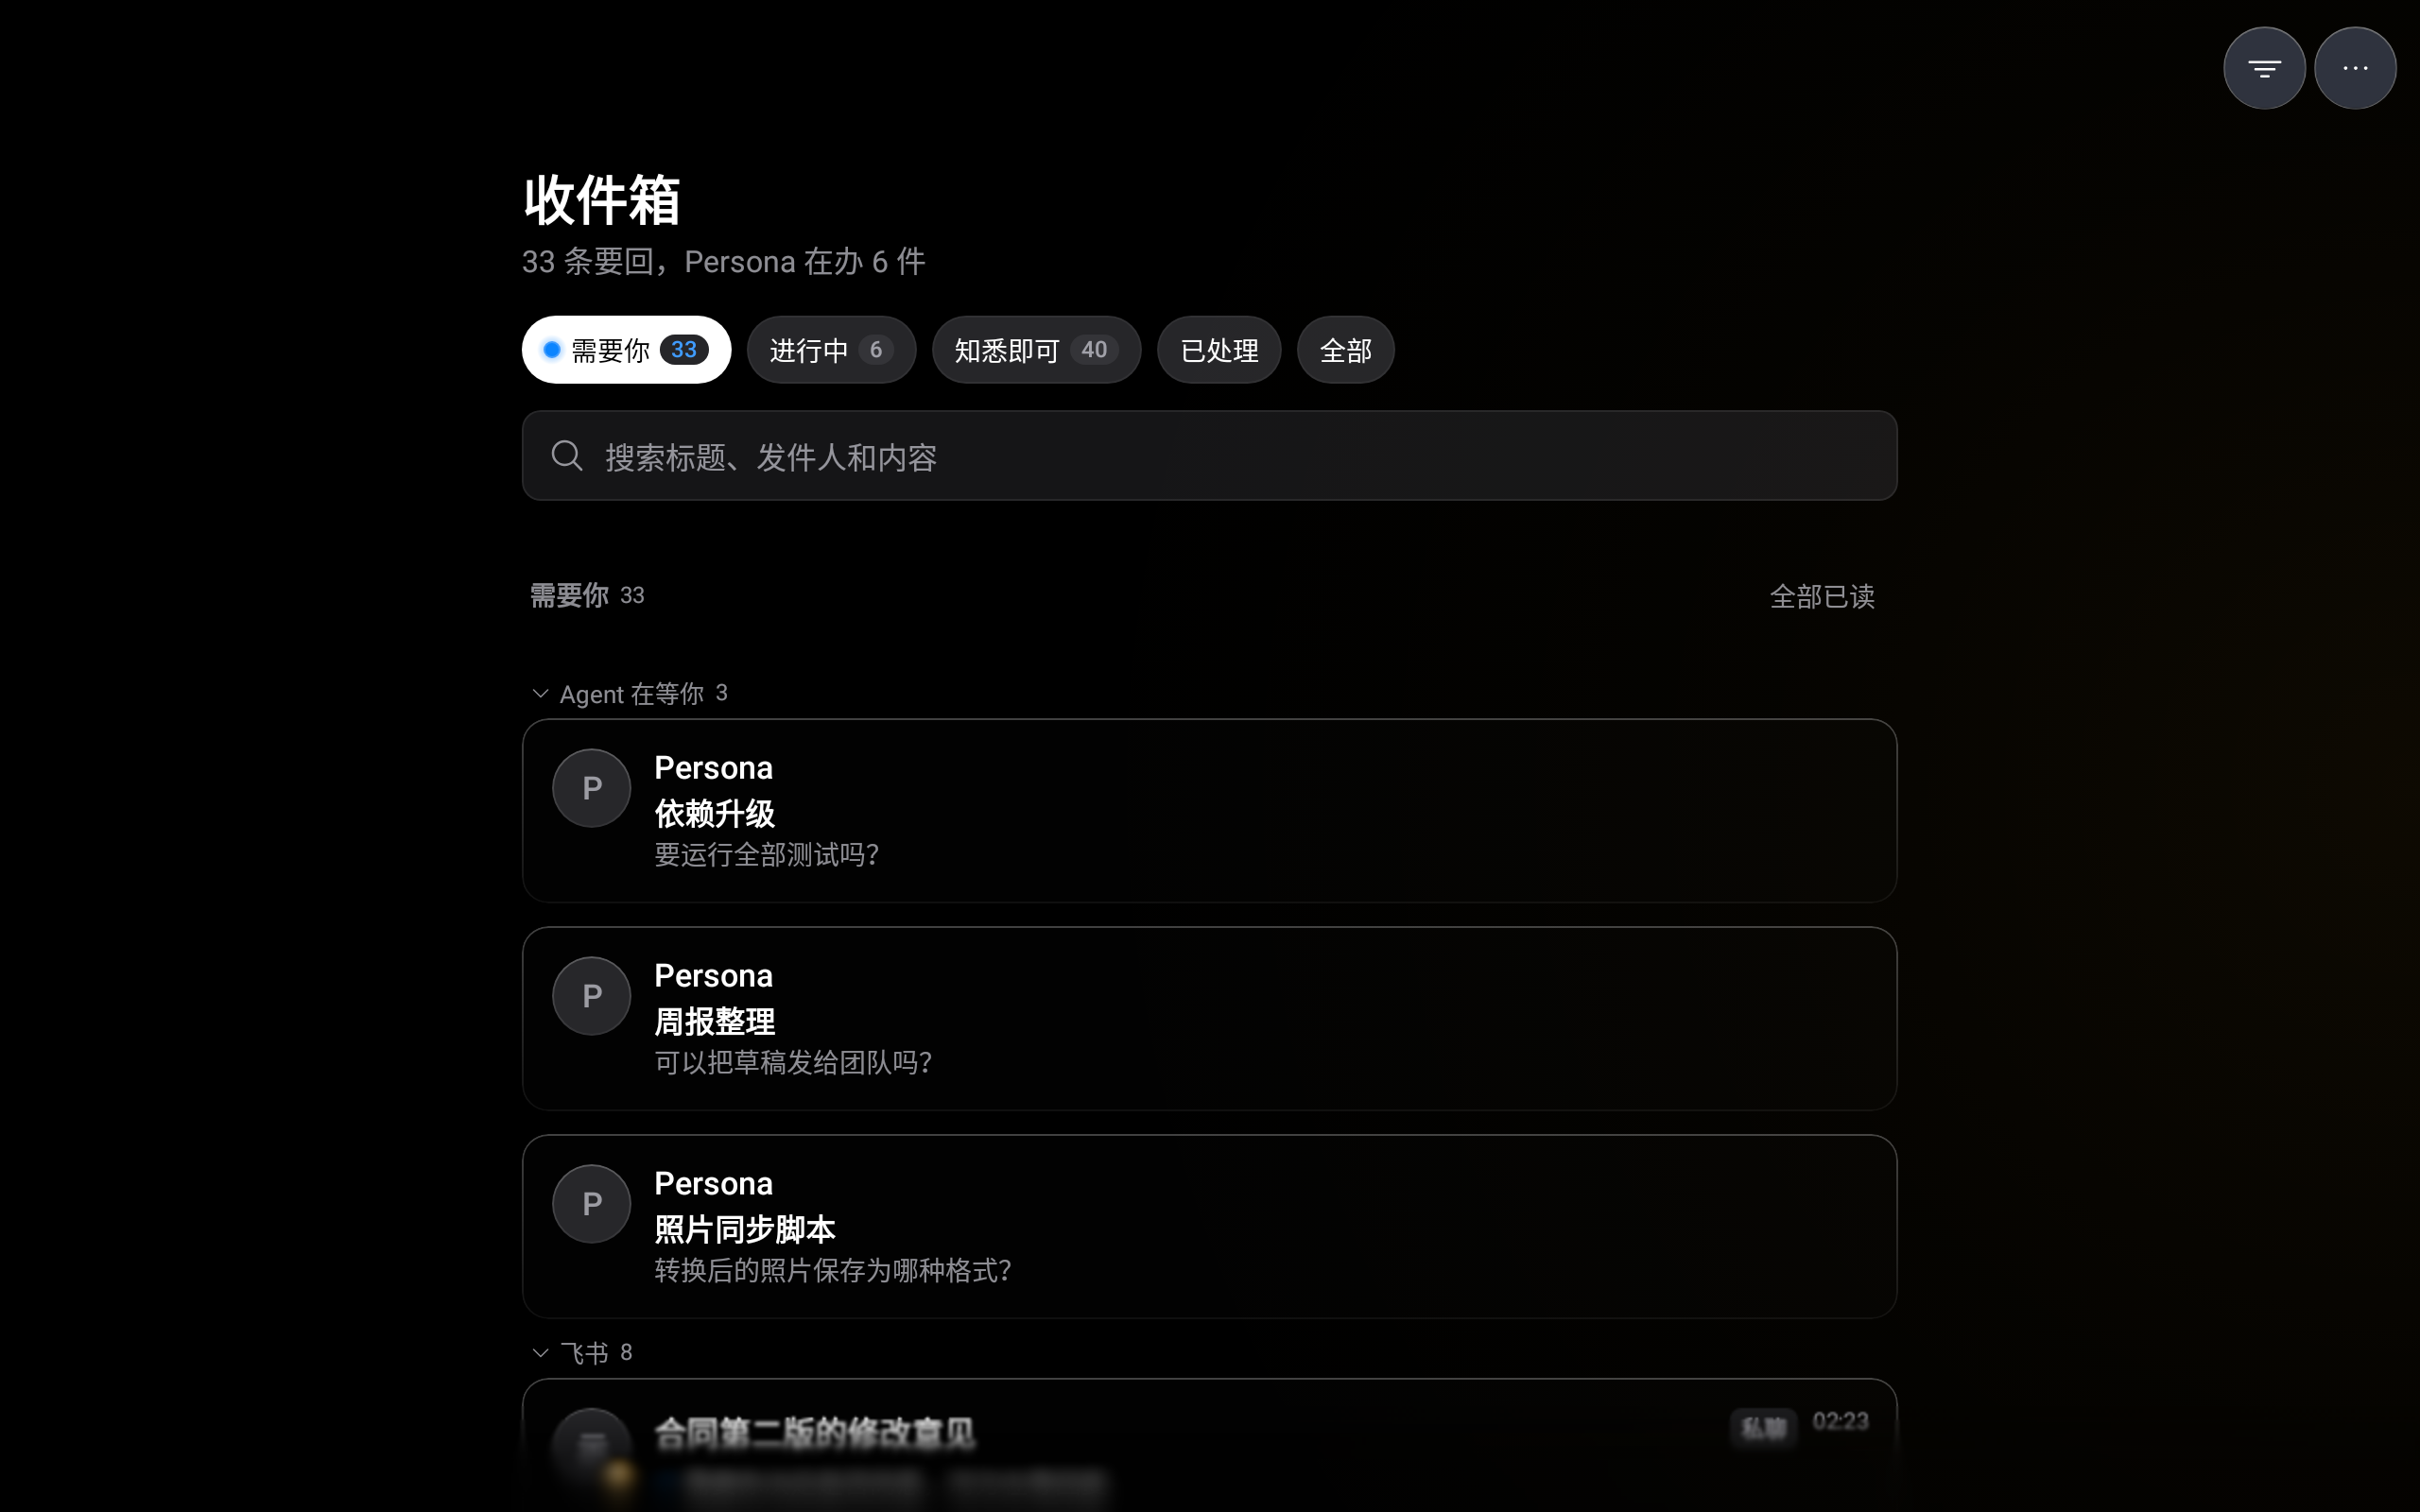 收件箱
33 条要回，Persona 在办 6 件
需要你 33 进行中 6 知悉即可 40 已处理 全部
搜索标题、发件人和内容
需要你 33 全部已读
Agent 在等你 3
P
Persona
依赖升级
要运行全部测试吗？
P
Persona
周报整理
可以把草稿发给团队吗？
P
Persona
照片同步脚本
转换后的照片保存为哪种格式？
飞书 8
合同第二版的修改意见 私聊 02:23